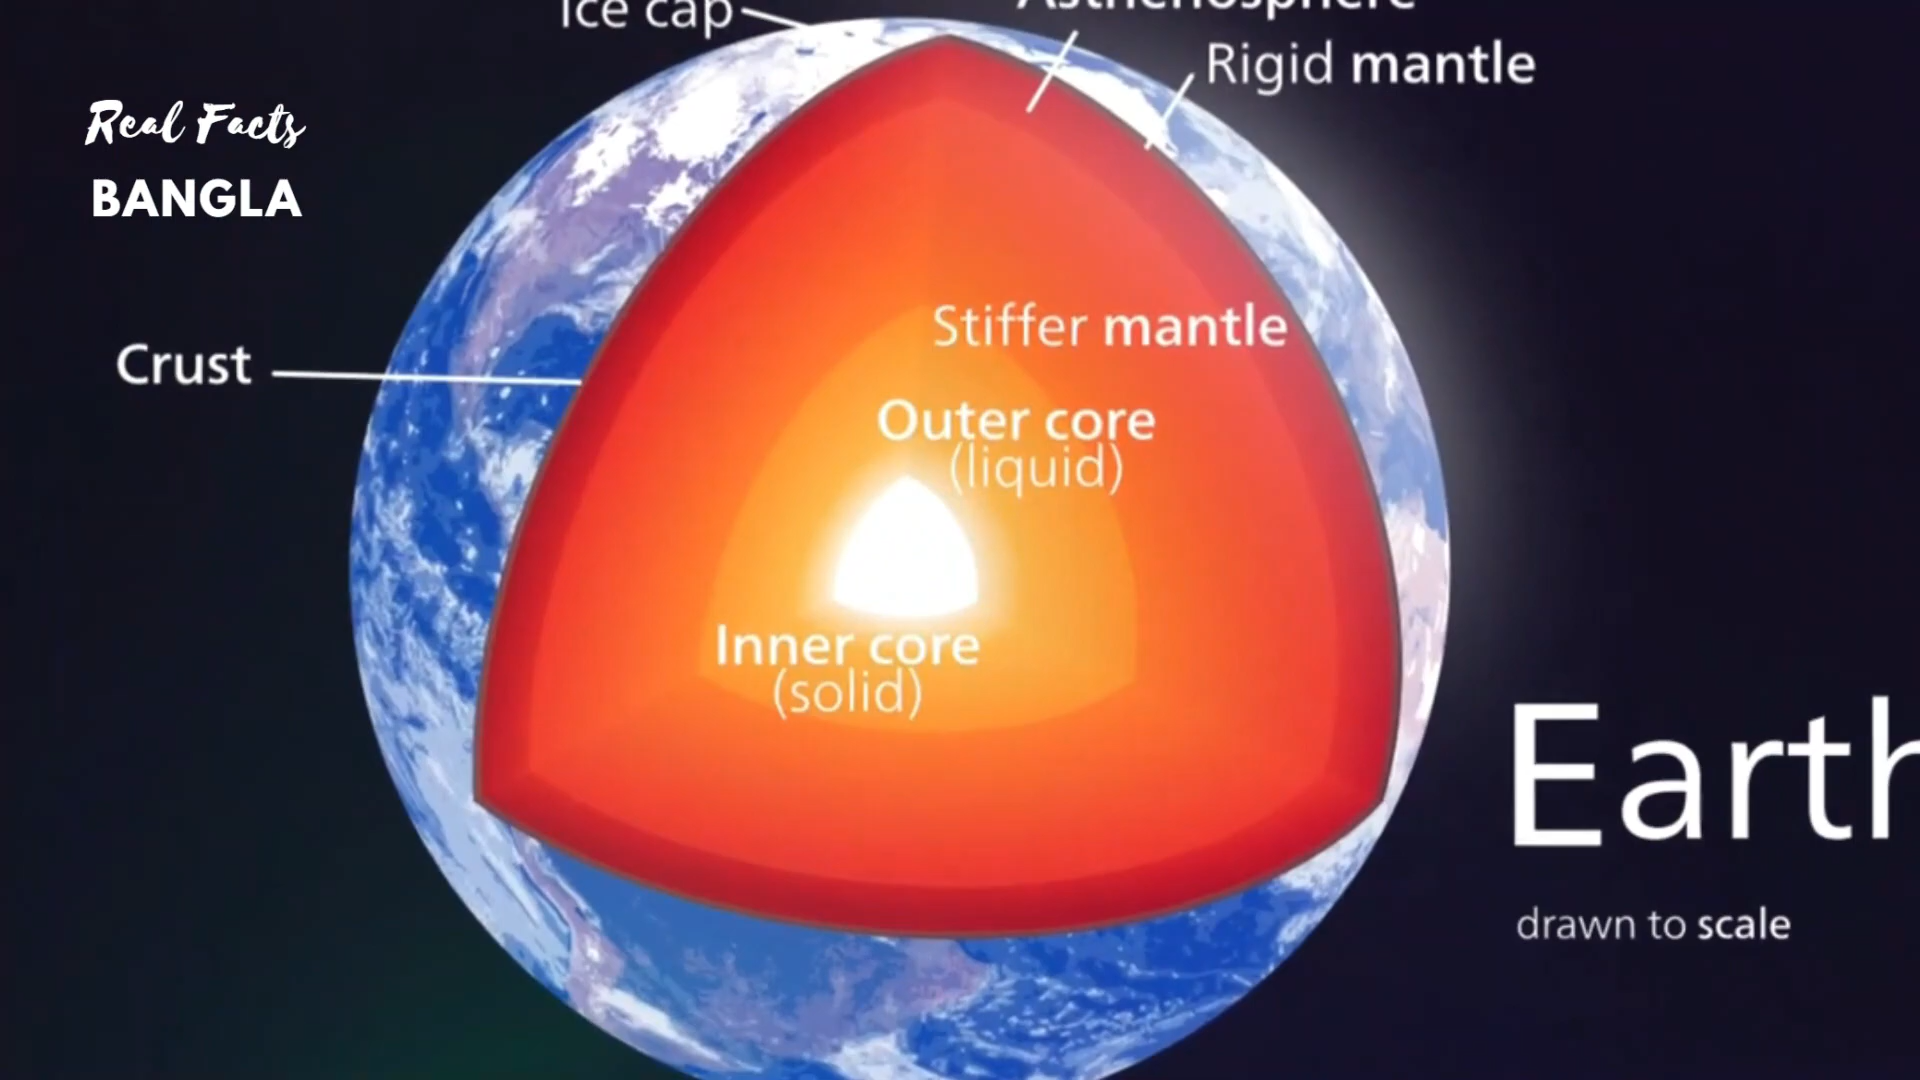 Ice cap
Asthenosphere
Rigid mantle
Real Facts
BANGLA
Stiffer mantle
Crust
Outer core
(liquid)
Inner core
(solid)
Earth
drawn to scale